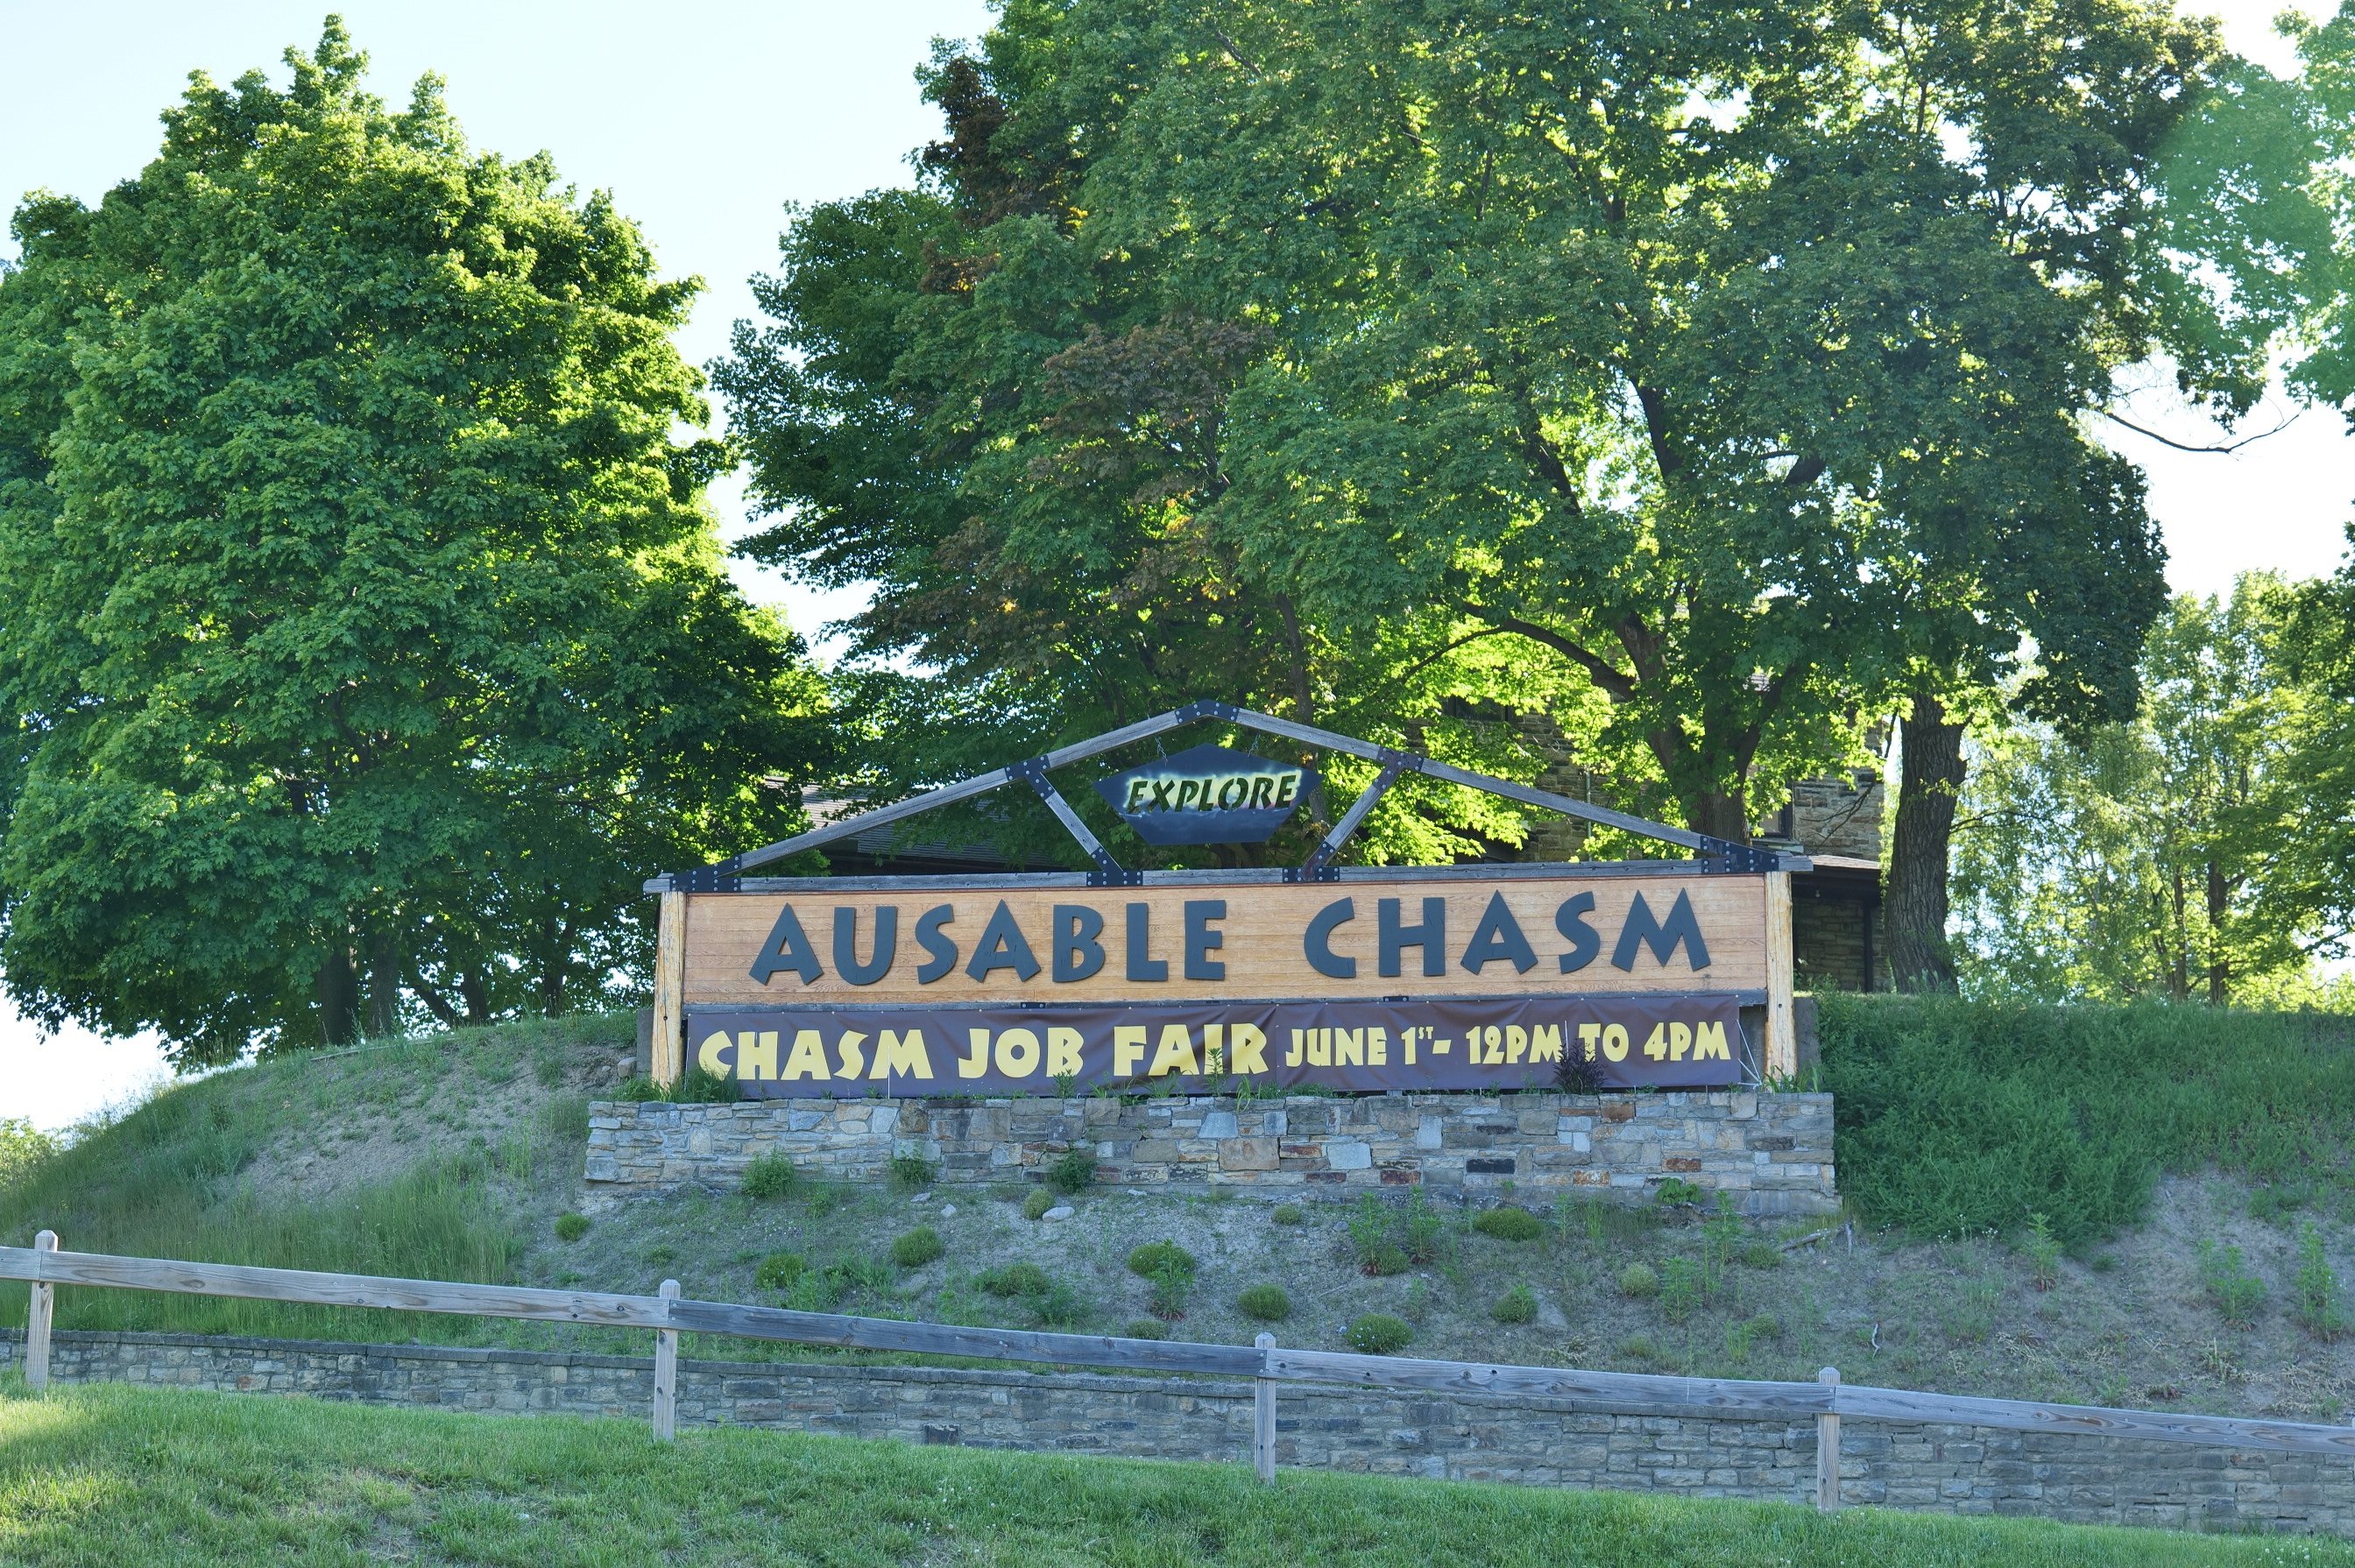 EXPLORE
AUSABLE CHASM
CHASM JOB FAIR JUNE 1ST - 12PM TO 4PM